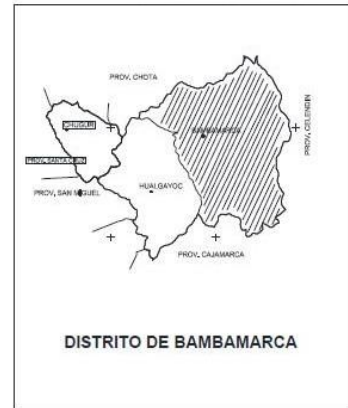 PROV. CHOTA
CHUGUR
BAMBAMARCA
PROV. CELENDIN
PROV. SANTA CRUZ
HUALGAYOC
PROV. SAN MIGUEL
PROV. CAJAMARCA
DISTRITO DE BAMBAMARCA